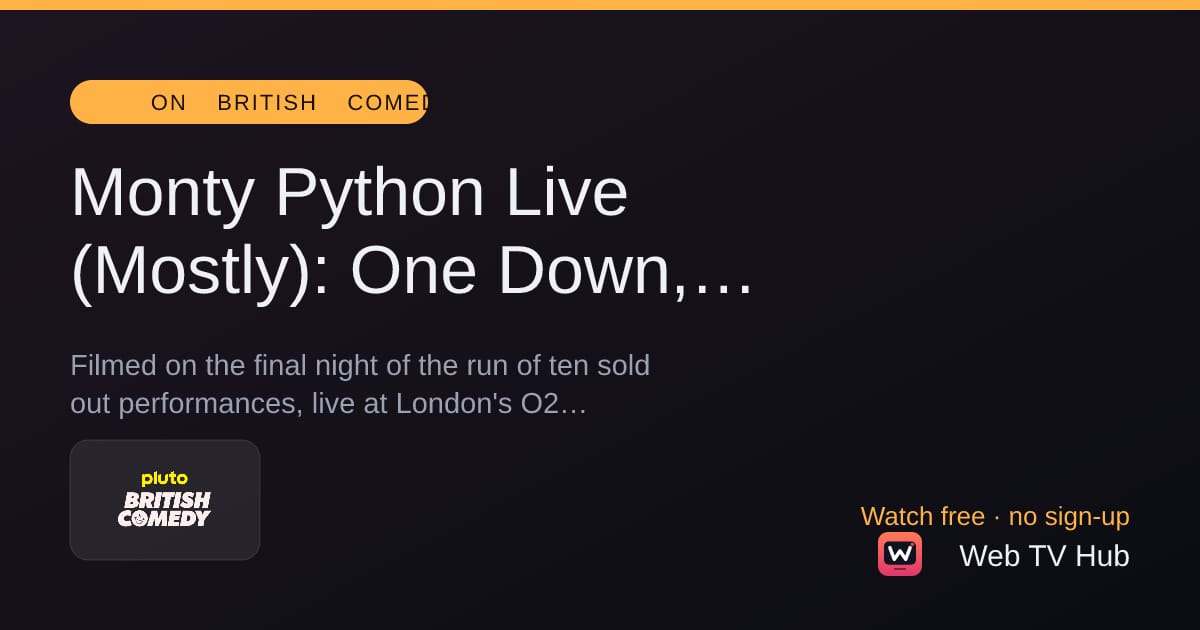 ON BRITISH COMEDY
Monty Python Live
(Mostly): One Down,…
Filmed on the final night of the run of ten sold
out performances, live at London's O2…
pluto
BRITISH
COMEDY
Watch free · no sign-up
W
Web TV Hub